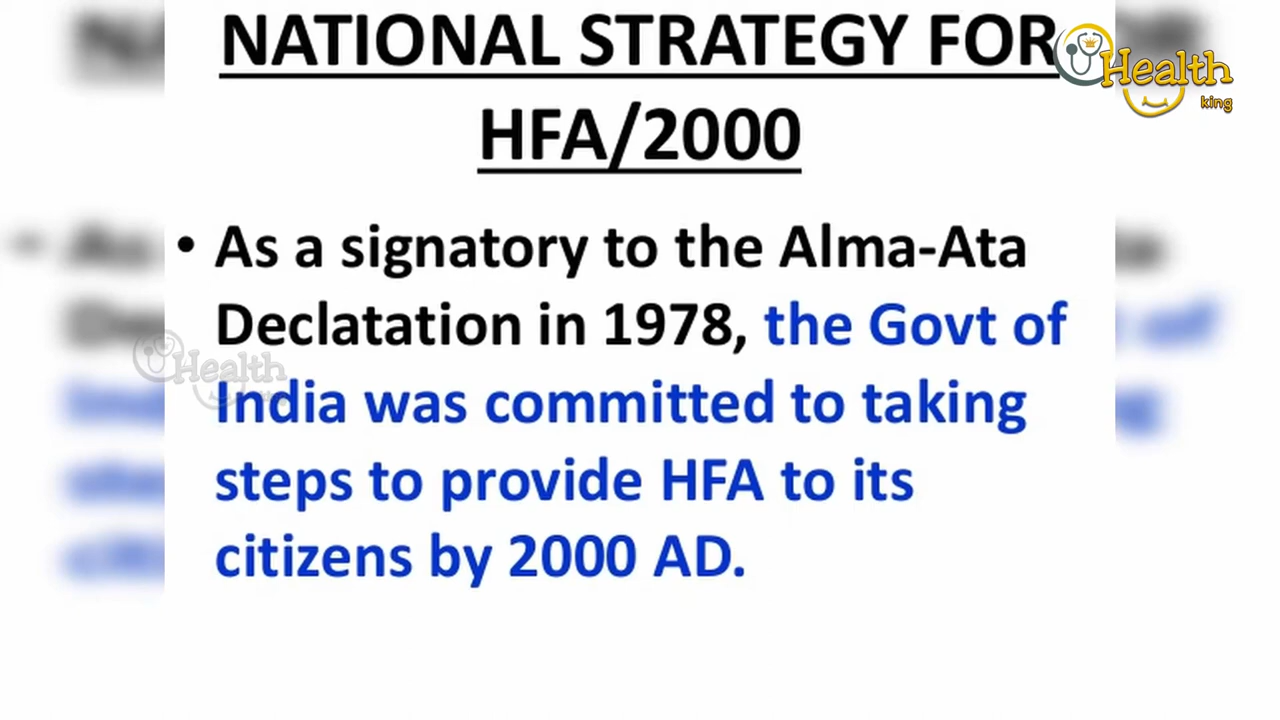 NATIONAL STRATEGY FOR
HFA/2000
Health
king
• As a signatory to the Alma-Ata
Declatation in 1978, the Govt of
India was committed to taking
steps to provide HFA to its
citizens by 2000 AD.
Health